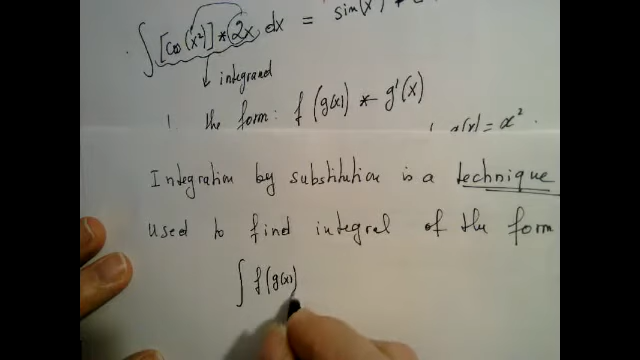 ∫ [cos(x²)] * 2x dx = sin(x)
integrand
the form: f(g(x)) * g'(x)
g(x) = x².
Integration by substitution is a technique
used to find integral of the form
∫ f(g(x))